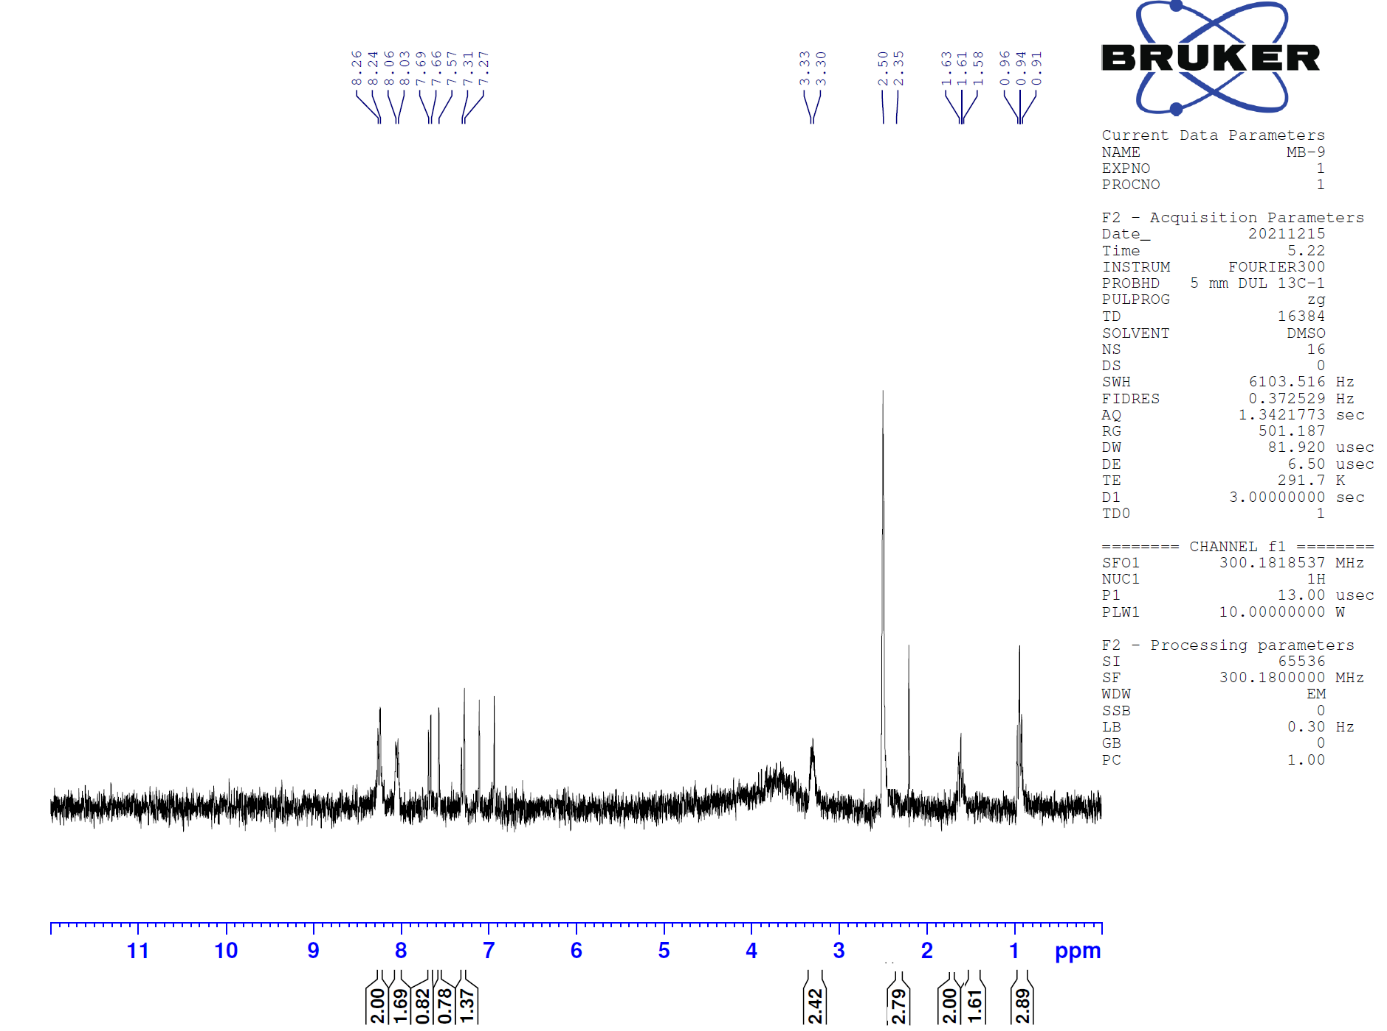 8.26
8.24
8.06
8.03
7.69
7.66
7.57
7.31
7.27
3.33
3.30
2.50
2.35
1.63
1.61
1.58
0.96
0.94
0.91
BRUKER
Current Data Parameters
NAME MB-9
EXPNO 1
PROCNO 1
F2 - Acquisition Parameters
Date_ 20211215
Time 5.22
INSTRUM FOURIER300
PROBHD 5 mm DUL 13C-1
PULPROG zg
TD 16384
SOLVENT DMSO
NS 16
DS 0
SWH 6103.516 Hz
FIDRES 0.372529 Hz
AQ 1.3421773 sec
RG 501.187
DW 81.920 usec
DE 6.50 usec
TE 291.7 K
D1 3.00000000 sec
TD0 1
======== CHANNEL f1 ========
SFO1 300.1818537 MHz
NUC1 1H
P1 13.00 usec
PLW1 10.00000000 W
F2 - Processing parameters
SI 65536
SF 300.1800000 MHz
WDW EM
SSB 0
LB 0.30 Hz
GB 0
PC 1.00
11 10 9 8 7 6 5 4 3 2 1 ppm
2.00
1.69
0.82
0.78
1.37
2.42
2.79
2.00
1.61
2.89